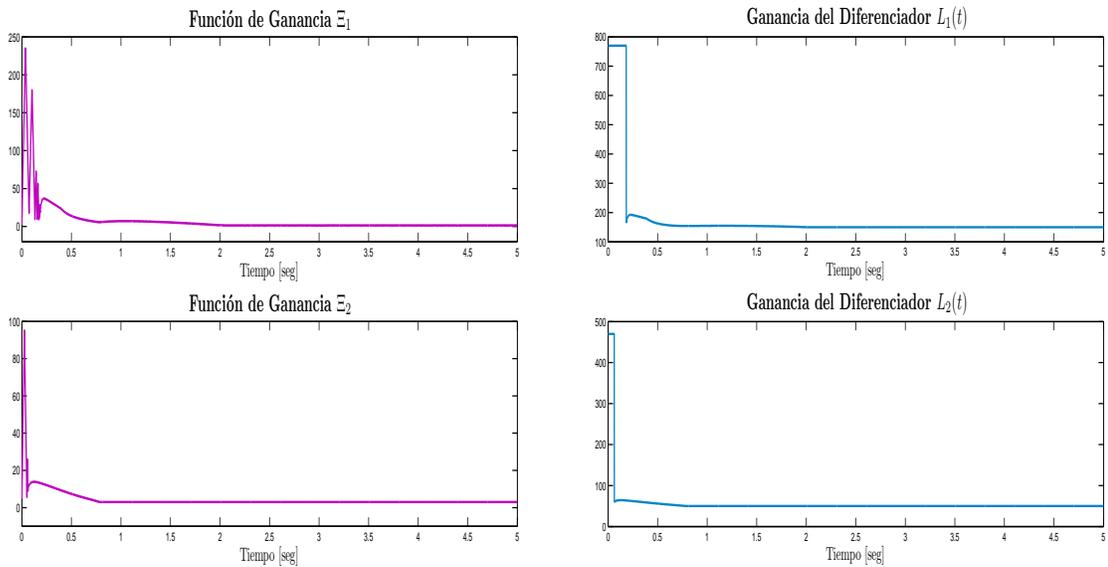 Función de Ganancia Ξ₁
250
200
150
100
50
0
0 0.5 1 1.5 2 2.5 3 3.5 4 4.5 5
Tiempo [seg]
Ganancia del Diferenciador L₁(t)
800
700
600
500
400
300
200
100
0 0.5 1 1.5 2 2.5 3 3.5 4 4.5 5
Tiempo [seg]
Función de Ganancia Ξ₂
100
80
60
40
20
0
0 0.5 1 1.5 2 2.5 3 3.5 4 4.5 5
Tiempo [seg]
Ganancia del Diferenciador L₂(t)
500
400
300
200
100
0
0 0.5 1 1.5 2 2.5 3 3.5 4 4.5 5
Tiempo [seg]